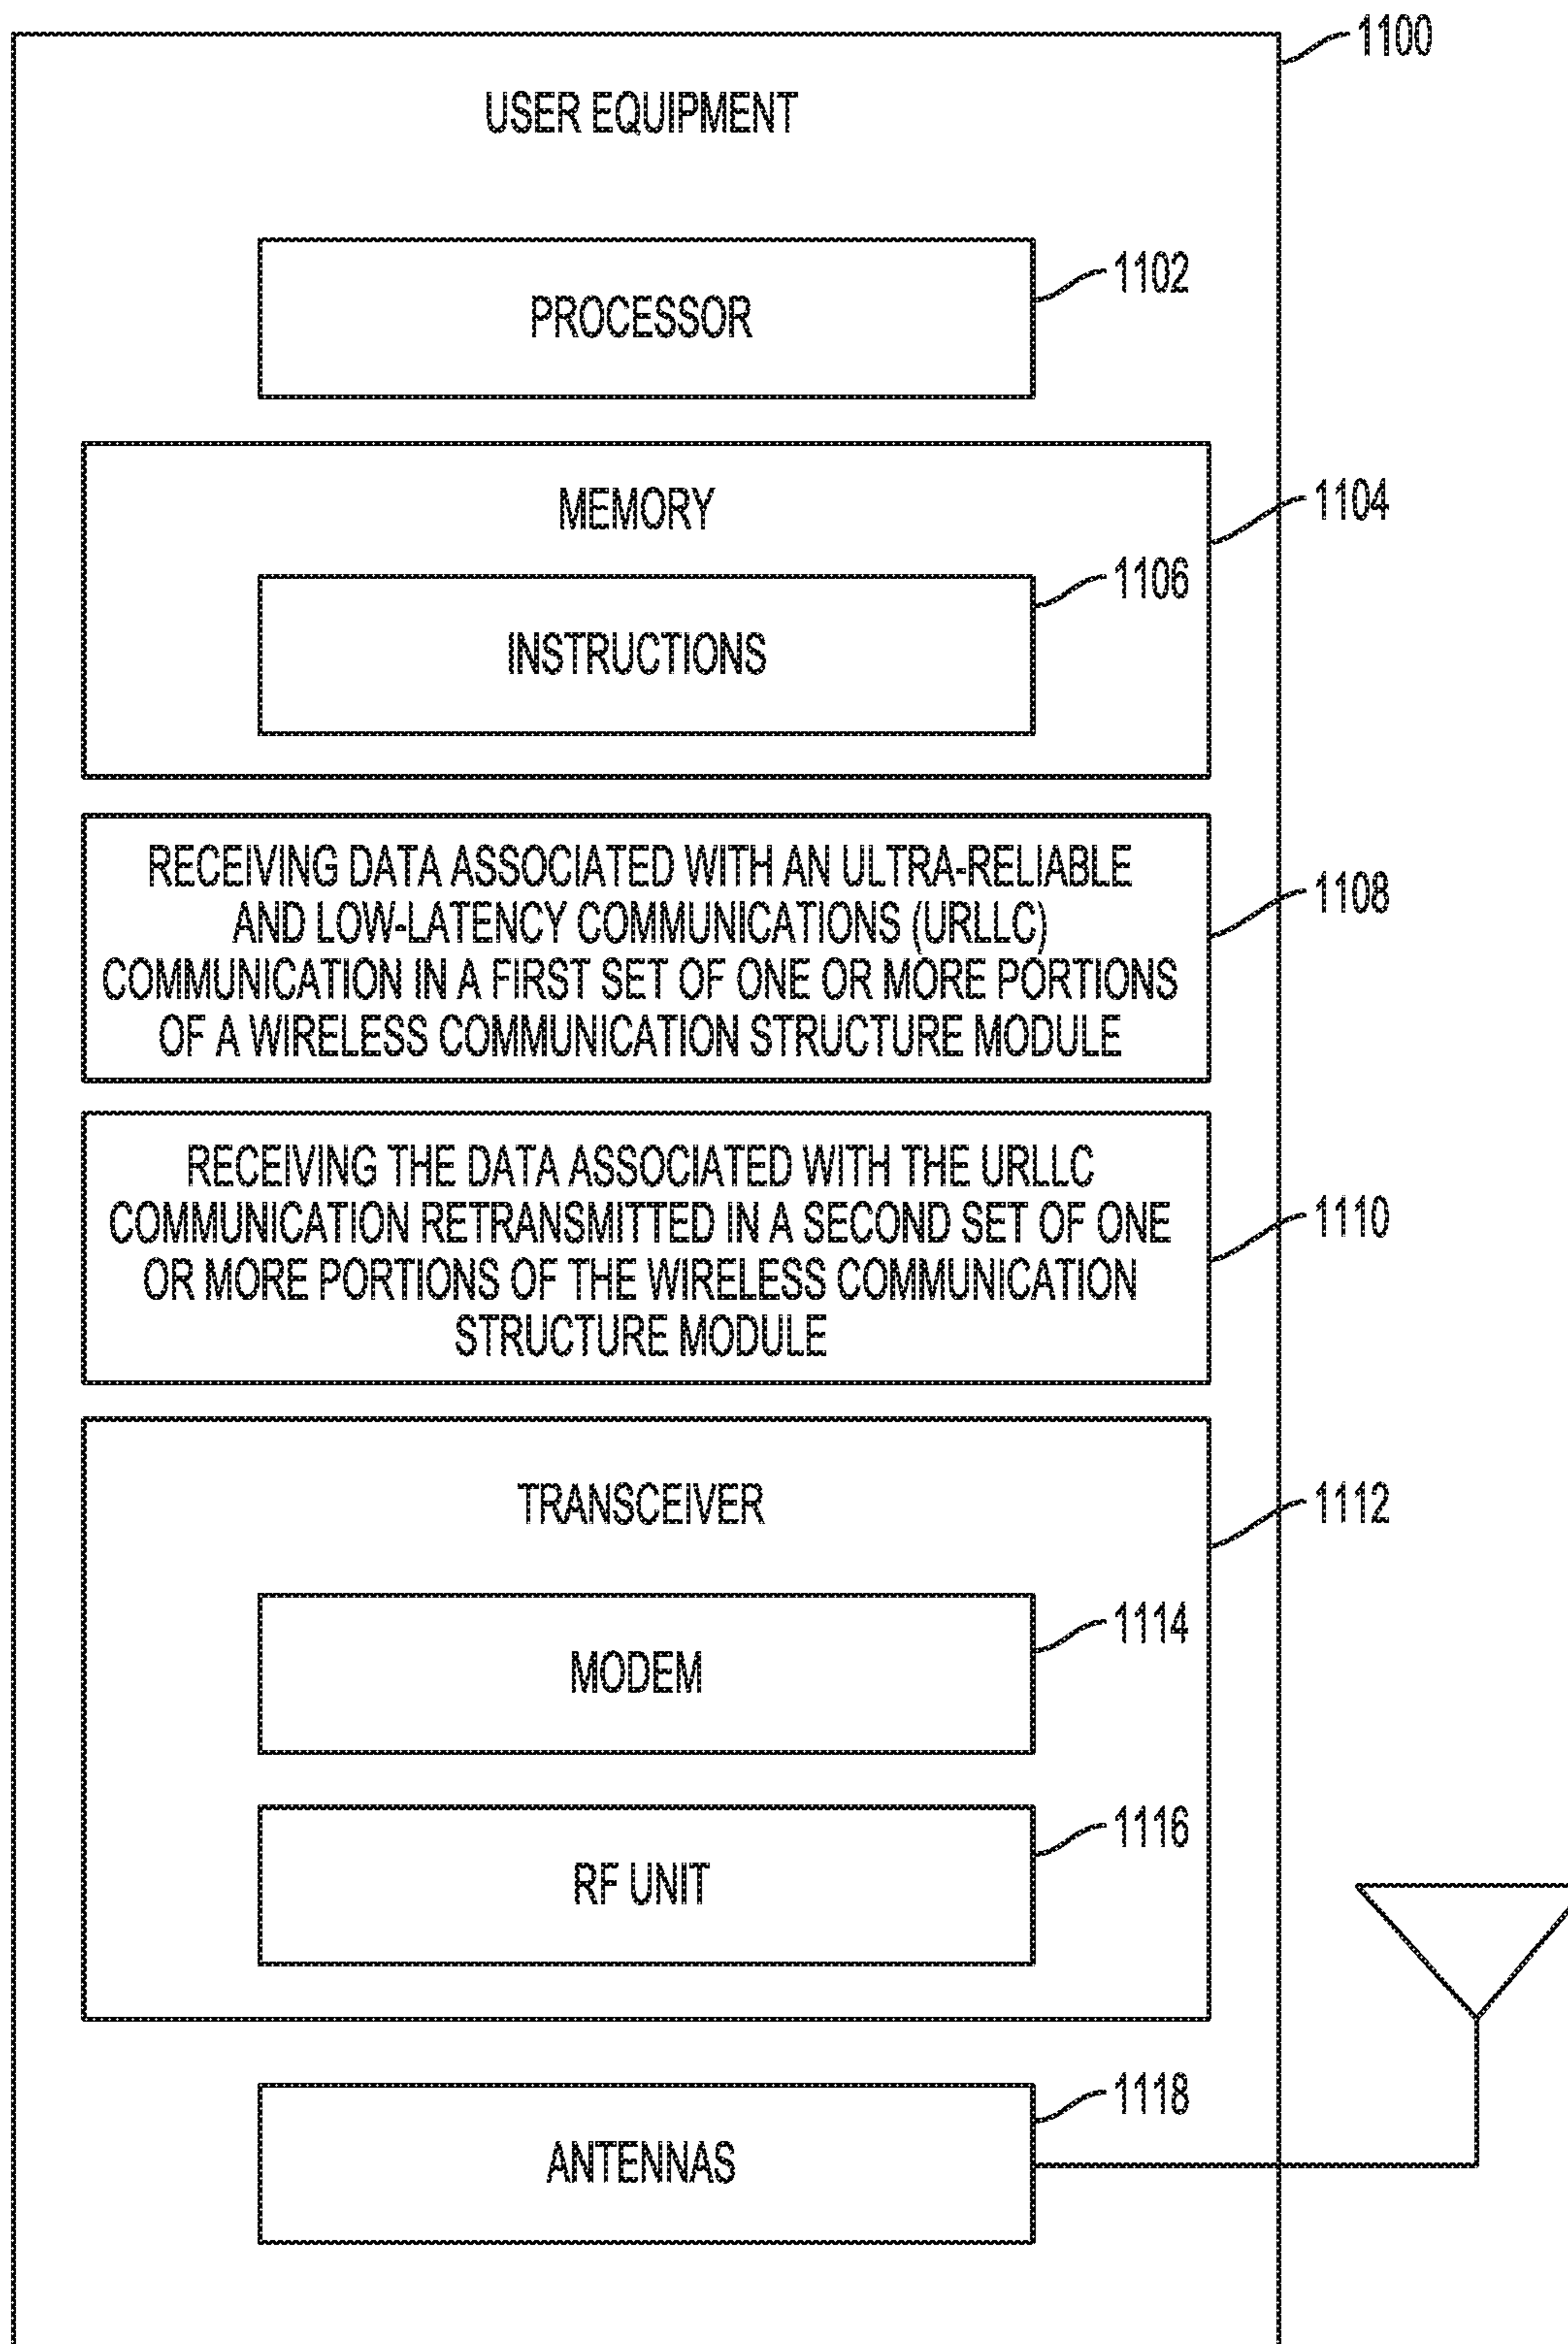 1100
USER EQUIPMENT
1102
PROCESSOR
1104
MEMORY
1106
INSTRUCTIONS
RECEIVING DATA ASSOCIATED WITH AN ULTRA-RELIABLE
AND LOW-LATENCY COMMUNICATIONS (URLLC)
COMMUNICATION IN A FIRST SET OF ONE OR MORE PORTIONS
OF A WIRELESS COMMUNICATION STRUCTURE MODULE
1108
RECEIVING THE DATA ASSOCIATED WITH THE URLLC
COMMUNICATION RETRANSMITTED IN A SECOND SET OF ONE
OR MORE PORTIONS OF THE WIRELESS COMMUNICATION
STRUCTURE MODULE
1110
TRANSCEIVER
1112
1114
MODEM
1116
RF UNIT
1118
ANTENNAS